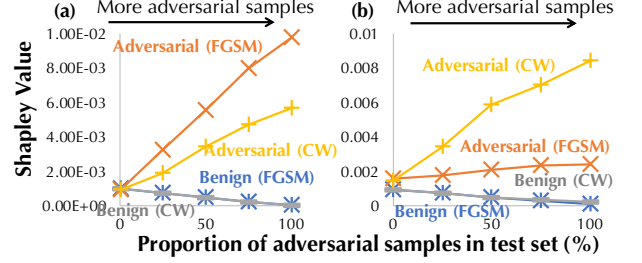 (a) More adversarial samples
(b) More adversarial samples
Shapley Value
1.00E-02
8.00E-03
6.00E-03
4.00E-03
2.00E-03
0.00E+00
Adversarial (FGSM)
Adversarial (CW)
Benign (FGSM)
Benign (CW)
0 50 100
0.01
0.008
0.006
0.004
0.002
0
Adversarial (CW)
Adversarial (FGSM)
Benign (CW)
Benign (FGSM)
0 50 100
Proportion of adversarial samples in test set (%)